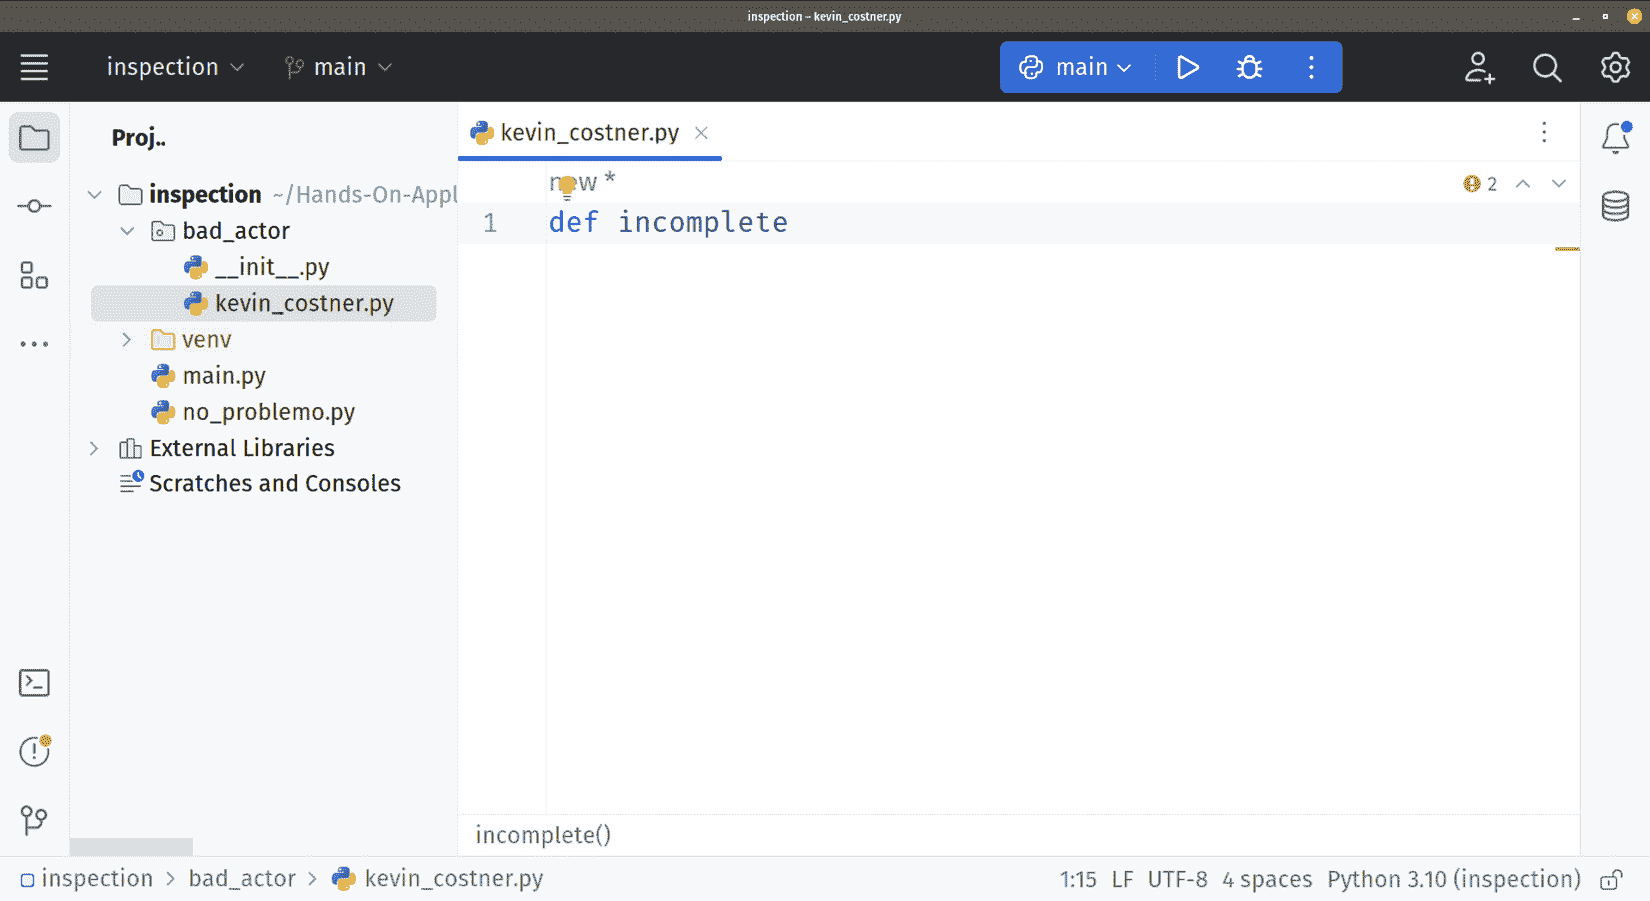 inspection – kevin_costner.py
inspection main main
Proj..
kevin_costner.py
inspection ~/Hands-On-Appl
new *
2
1 def incomplete
bad_actor
__init__.py
kevin_costner.py
venv
main.py
no_problemo.py
External Libraries
Scratches and Consoles
incomplete()
inspection > bad_actor > kevin_costner.py
1:15 LF UTF-8 4 spaces Python 3.10 (inspection)